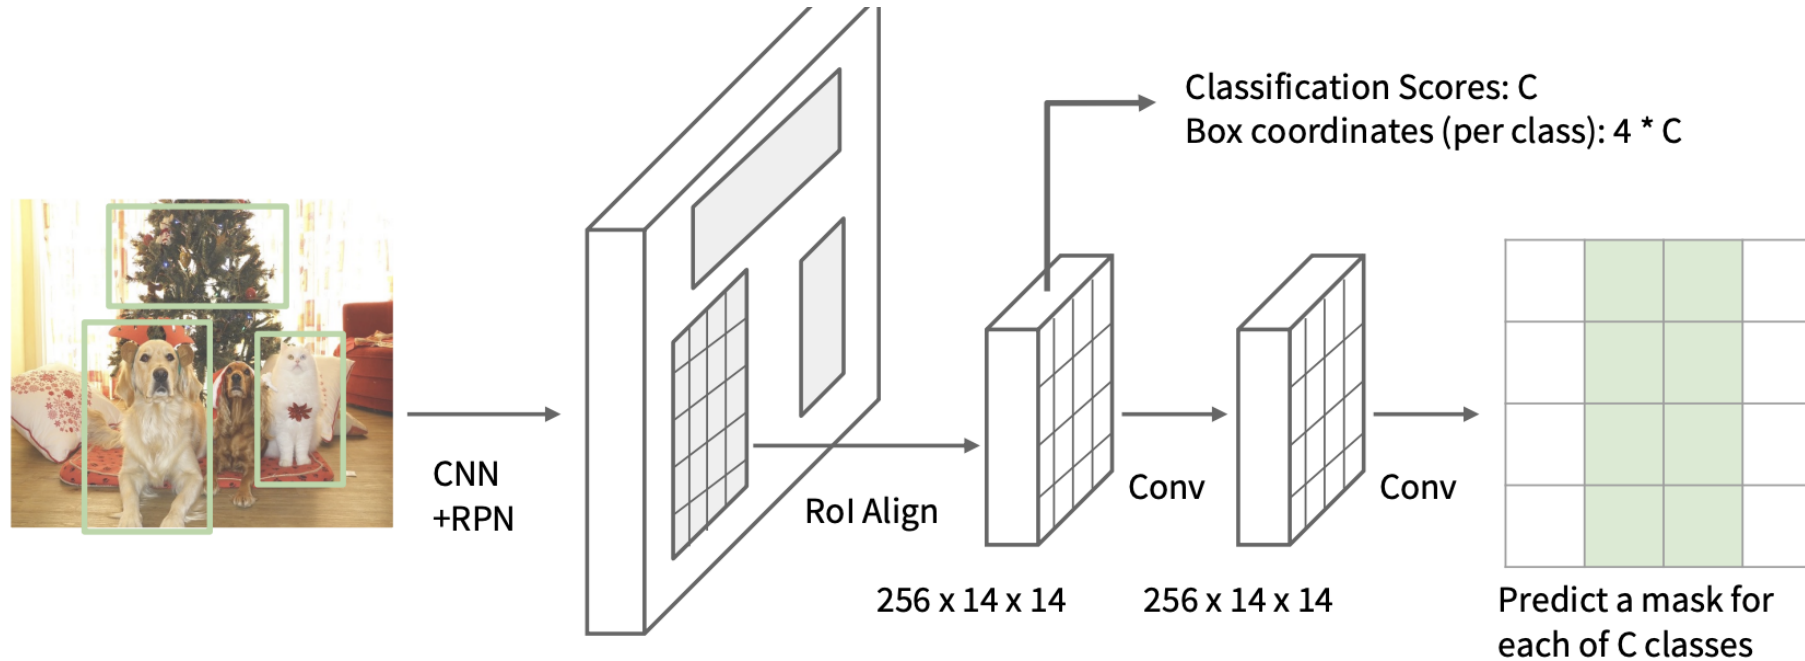 Classification Scores: C
Box coordinates (per class): 4 * C
CNN
+RPN
RoI Align
Conv
Conv
256 x 14 x 14
256 x 14 x 14
Predict a mask for
each of C classes